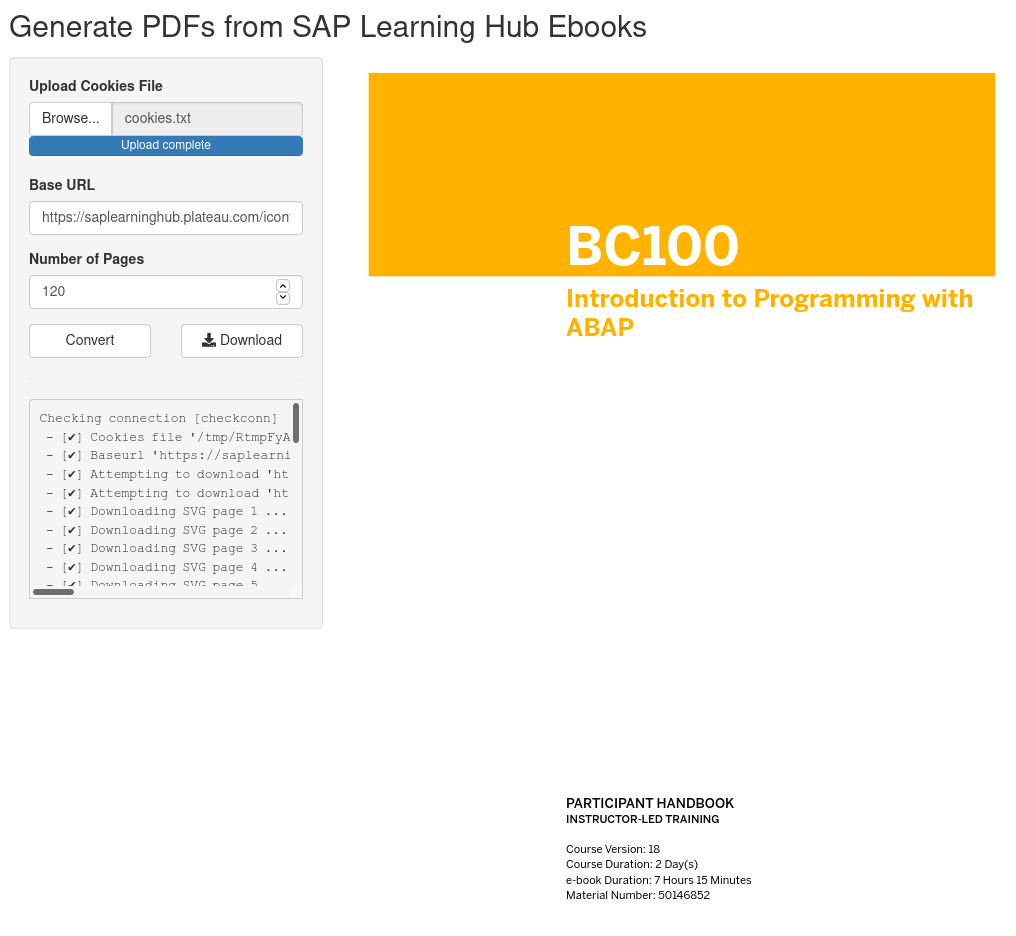 Generate PDFs from SAP Learning Hub Ebooks
Upload Cookies File
Browse... cookies.txt
Upload complete
Base URL
https://saplearninghub.plateau.com/icon
Number of Pages
120
Convert
Download
Checking connection [checkconn]
- [✔] Cookies file '/tmp/RtmpFyA
- [✔] Baseurl 'https://saplearni
- [✔] Attempting to download 'ht
- [✔] Attempting to download 'ht
- [✔] Downloading SVG page 1 ...
- [✔] Downloading SVG page 2 ...
- [✔] Downloading SVG page 3 ...
- [✔] Downloading SVG page 4 ...
- [✔] Downloading SVG page 5
BC100
Introduction to Programming with
ABAP
PARTICIPANT HANDBOOK
INSTRUCTOR-LED TRAINING
Course Version: 18
Course Duration: 2 Day(s)
e-book Duration: 7 Hours 15 Minutes
Material Number: 50146852